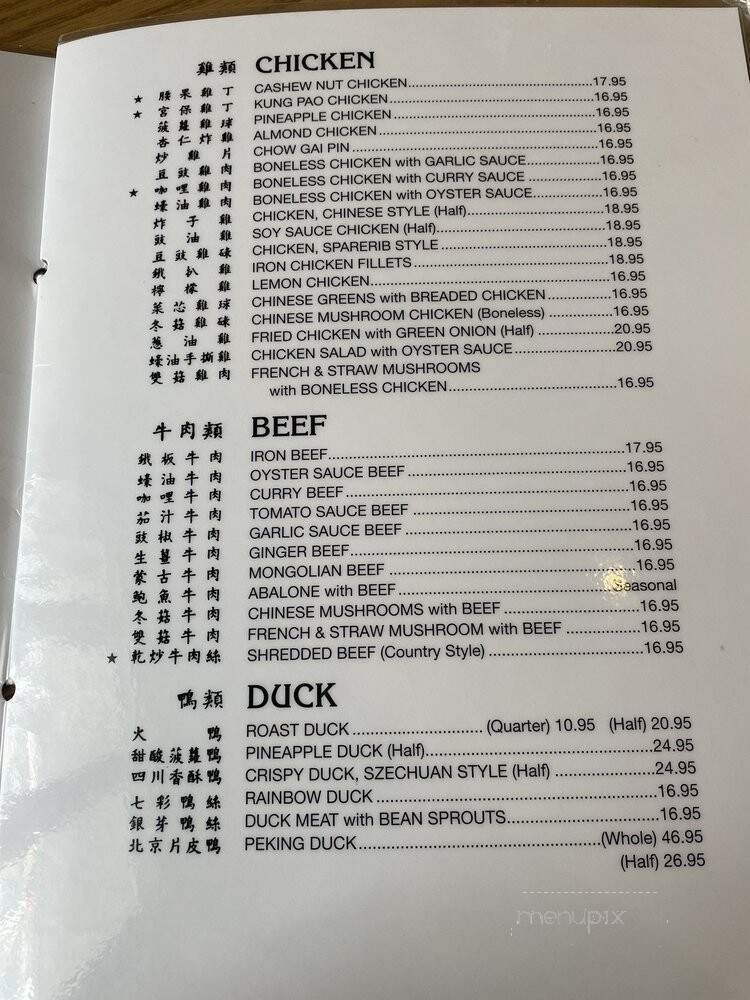 雞類 CHICKEN
★ 腰果雞丁 CASHEW NUT CHICKEN 17.95
★ 宮保雞丁 KUNG PAO CHICKEN 16.95
菠蘿雞球 PINEAPPLE CHICKEN 16.95
杏仁炸雞 ALMOND CHICKEN 16.95
炒雞片 CHOW GAI PIN 16.95
豆豉雞肉 BONELESS CHICKEN with GARLIC SAUCE 16.95
★ 咖哩雞肉 BONELESS CHICKEN with CURRY SAUCE 16.95
蠔油雞肉 BONELESS CHICKEN with OYSTER SAUCE 16.95
炸子雞 CHICKEN, CHINESE STYLE (Half) 18.95
豉油雞 SOY SAUCE CHICKEN (Half) 18.95
豆豉雞碌 CHICKEN, SPARERIB STYLE 18.95
鐵扒雞 IRON CHICKEN FILLETS 18.95
檸檬雞 LEMON CHICKEN 16.95
菜芯雞球 CHINESE GREENS with BREADED CHICKEN 16.95
冬菇雞碌 CHINESE MUSHROOM CHICKEN (Boneless) 16.95
蔥油雞 FRIED CHICKEN with GREEN ONION (Half) 20.95
蠔油手撕雞 CHICKEN SALAD with OYSTER SAUCE 20.95
雙菇雞肉 FRENCH & STRAW MUSHROOMS
with BONELESS CHICKEN 16.95
牛肉類 BEEF
鐵板牛肉 IRON BEEF 17.95
蠔油牛肉 OYSTER SAUCE BEEF 16.95
咖哩牛肉 CURRY BEEF 16.95
茄汁牛肉 TOMATO SAUCE BEEF 16.95
豉椒牛肉 GARLIC SAUCE BEEF 16.95
生薑牛肉 GINGER BEEF 16.95
蒙古牛肉 MONGOLIAN BEEF 16.95
鮑魚牛肉 ABALONE with BEEF Seasonal
冬菇牛肉 CHINESE MUSHROOMS with BEEF 16.95
雙菇牛肉 FRENCH & STRAW MUSHROOM with BEEF 16.95
★ 乾炒牛肉絲 SHREDDED BEEF (Country Style) 16.95
鴨類 DUCK
火鴨 ROAST DUCK (Quarter) 10.95 (Half) 20.95
甜酸菠蘿鴨 PINEAPPLE DUCK (Half) 24.95
四川香酥鴨 CRISPY DUCK, SZECHUAN STYLE (Half) 24.95
七彩鴨絲 RAINBOW DUCK 16.95
銀芽鴨絲 DUCK MEAT with BEAN SPROUTS 16.95
北京片皮鴨 PEKING DUCK (Whole) 46.95
(Half) 26.95
menupix